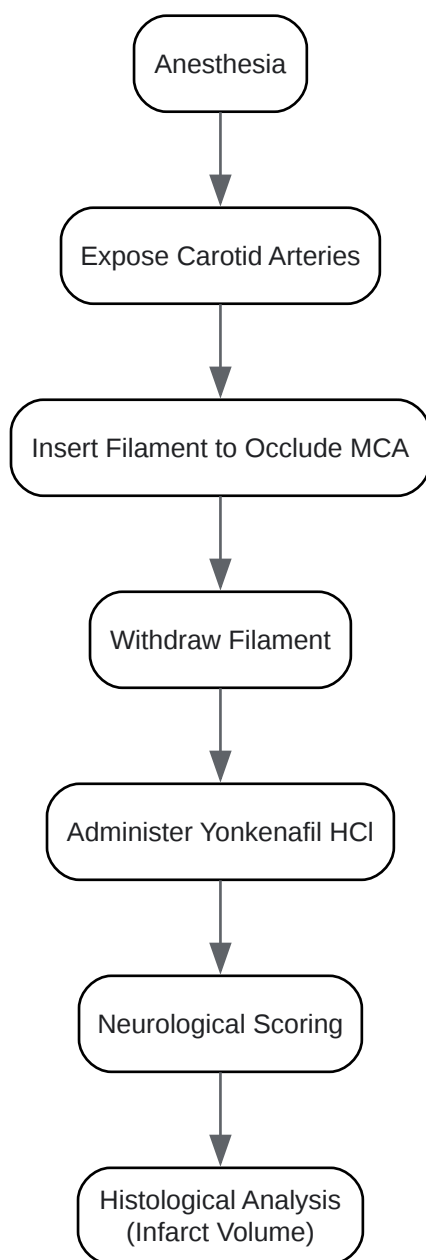 Anesthesia
Expose Carotid Arteries
Insert Filament to Occlude MCA
Withdraw Filament
Administer Yonkenafil HCl
Neurological Scoring
Histological Analysis
(Infarct Volume)